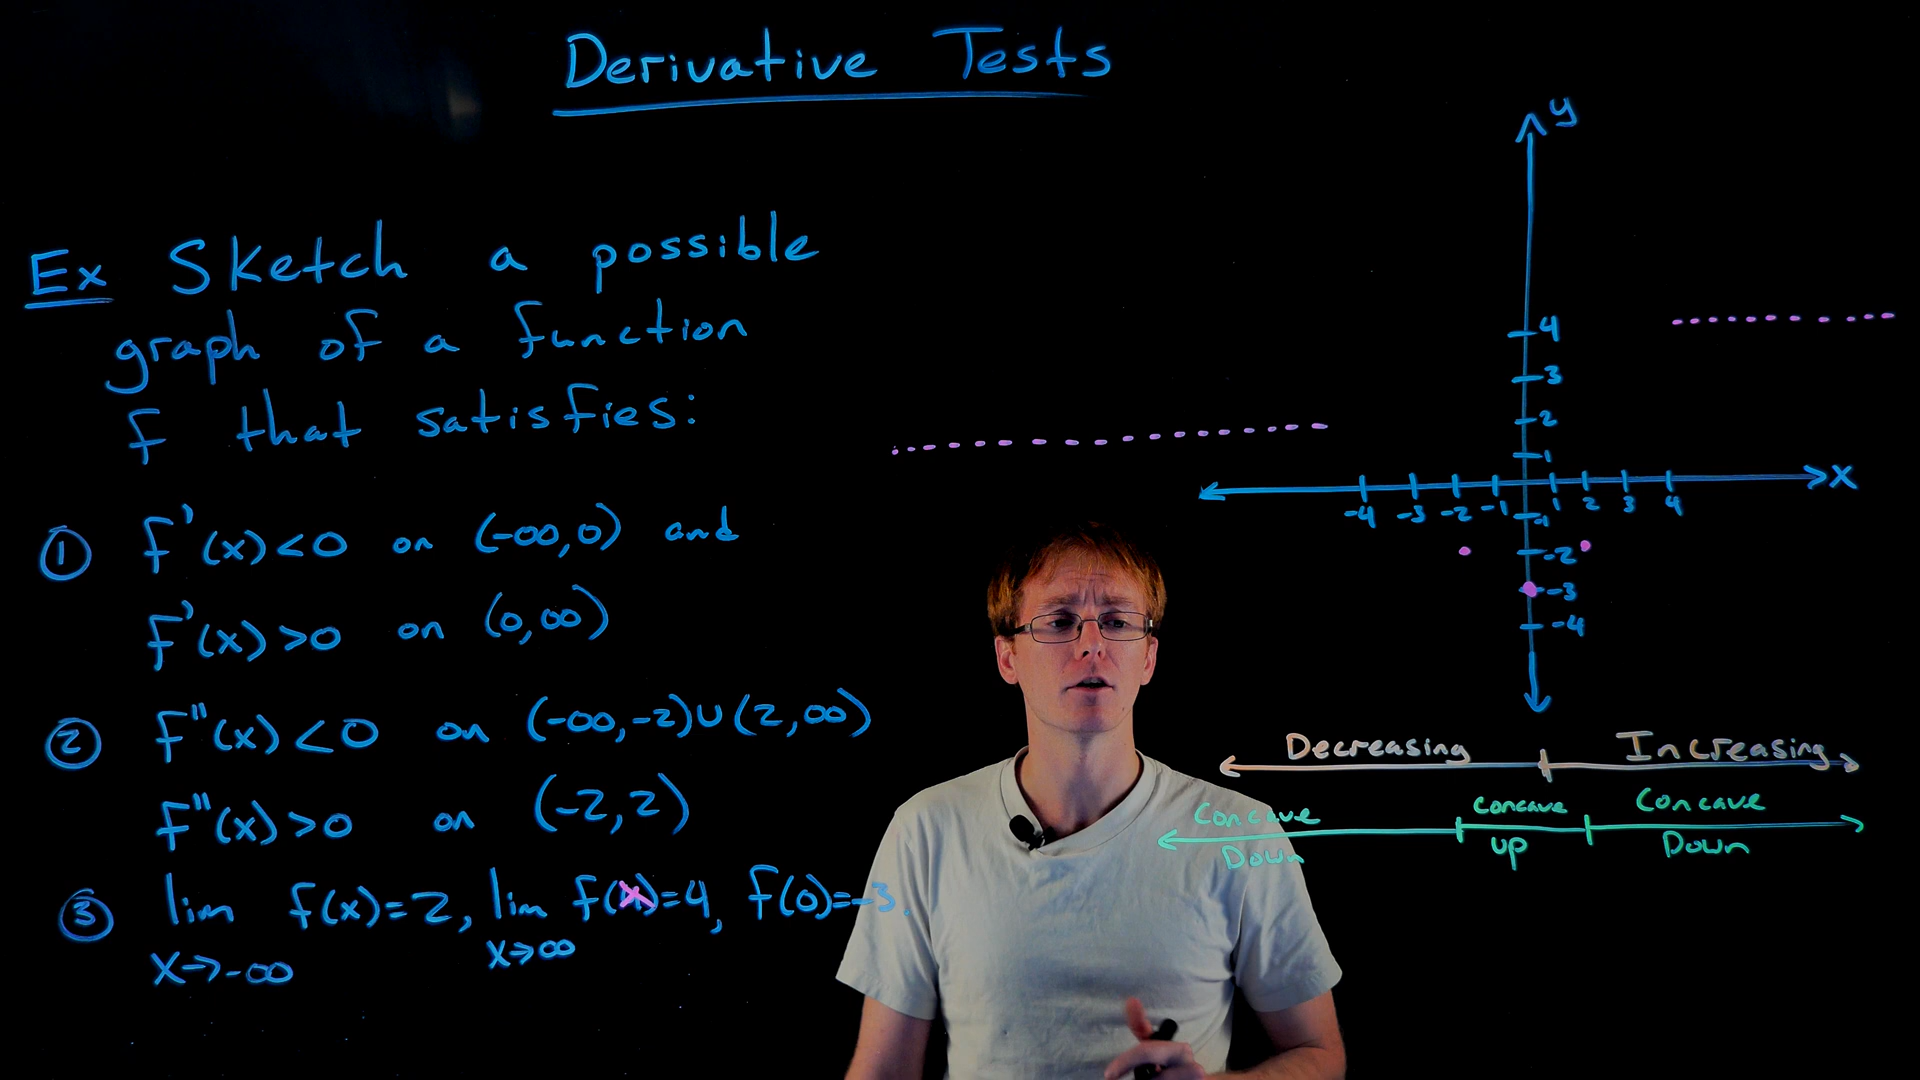 Derivative Tests
Ex Sketch a possible
graph of a function
f that satisfies:
① f'(x)<0 on (-∞,0) and
f'(x)>0 on (0,∞)
② f''(x)<0 on (-∞,-2)∪(2,∞)
f''(x)>0 on (-2,2)
③ lim f(x)=2, lim f(x)=4, f(0)=-3.
x→-∞ x→∞
y
4
3
2
1
x
-4 -3 -2 -1 1 2 3 4
-1
-2
-3
-4
Decreasing Increasing
Concave Down
Concave up
Concave Down